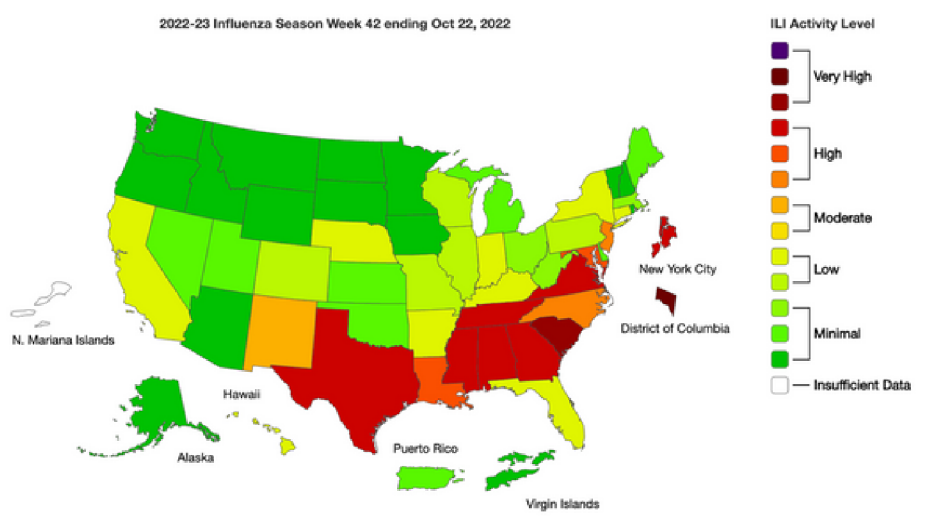 2022-23 Influenza Season Week 42 ending Oct 22, 2022
ILI Activity Level
Very High
High
Moderate
Low
Minimal
Insufficient Data
New York City
District of Columbia
N. Mariana Islands
Hawaii
Alaska
Puerto Rico
Virgin Islands